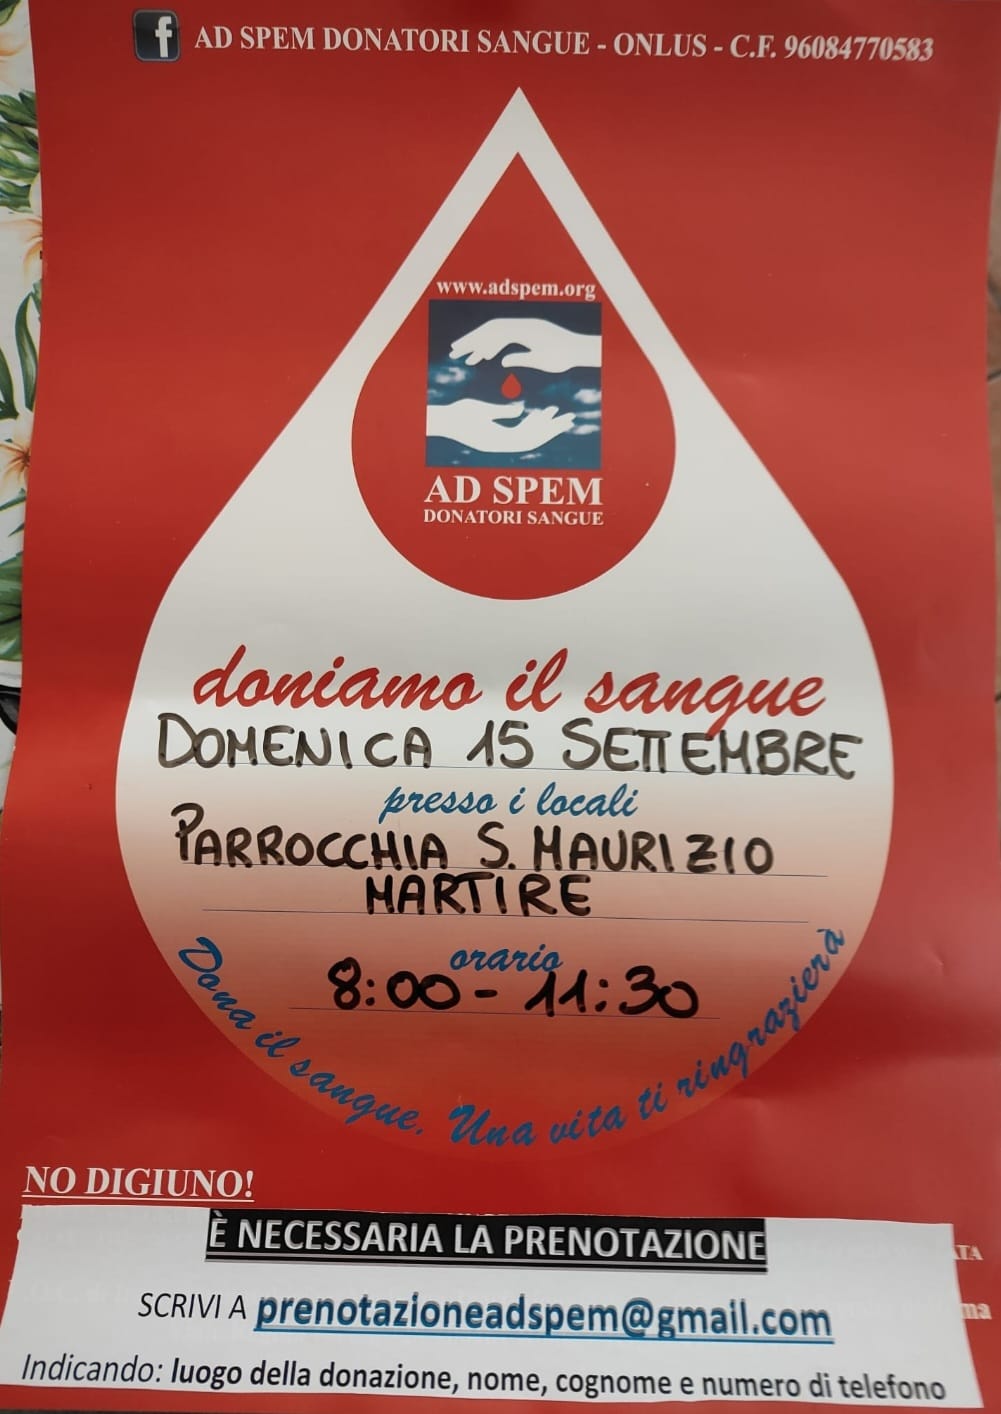 AD SPEM DONATORI SANGUE - ONLUS - C.F. 96084770583
www.adspem.org
AD SPEM
DONATORI SANGUE
doniamo il sangue
DOMENICA 15 SETTEMBRE
presso i locali
PARROCCHIA S. MAURIZIO
MARTIRE
orario
8:00 - 11:30
Dona il sangue. Una vita ti ringrazierà
NO DIGIUNO!
È NECESSARIA LA PRENOTAZIONE
SCRIVI A prenotazioneadspem@gmail.com
Indicando: luogo della donazione, nome, cognome e numero di telefono